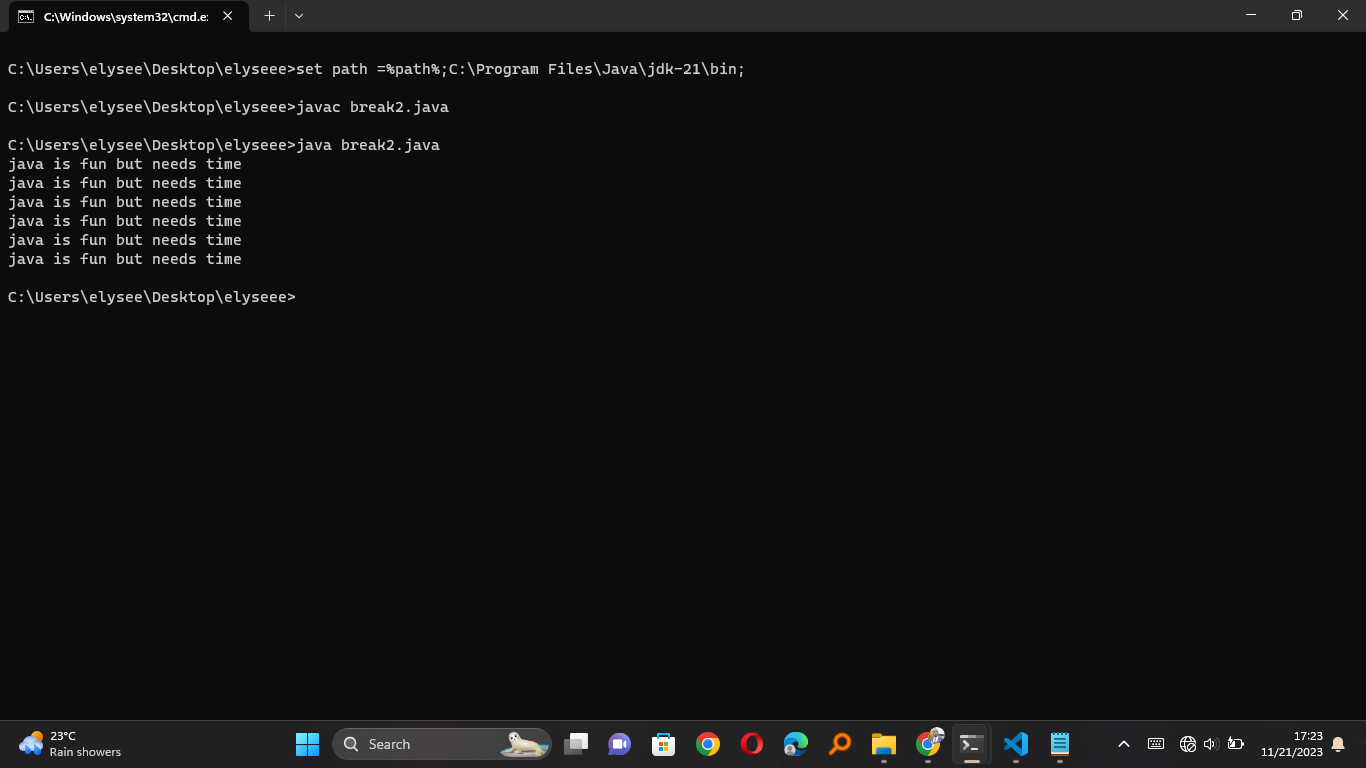 C:\Windows\system32\cmd.e:
C:\Users\elysee\Desktop\elyseee>set path =%path%;C:\Program Files\Java\jdk-21\bin;
C:\Users\elysee\Desktop\elyseee>javac break2.java
C:\Users\elysee\Desktop\elyseee>java break2.java
java is fun but needs time
java is fun but needs time
java is fun but needs time
java is fun but needs time
java is fun but needs time
java is fun but needs time
C:\Users\elysee\Desktop\elyseee>
23°C
Rain showers
Search
17:23
11/21/2023